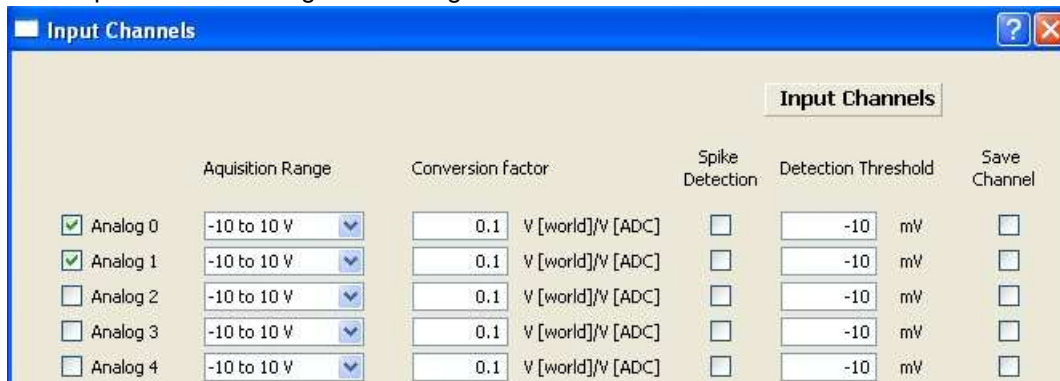 Input Channels
Input Channels
Aquisition Range Conversion factor Spike Detection Detection Threshold Save Channel
Analog 0 -10 to 10 V 0.1 V [world]/V [ADC] -10 mV
Analog 1 -10 to 10 V 0.1 V [world]/V [ADC] -10 mV
Analog 2 -10 to 10 V 0.1 V [world]/V [ADC] -10 mV
Analog 3 -10 to 10 V 0.1 V [world]/V [ADC] -10 mV
Analog 4 -10 to 10 V 0.1 V [world]/V [ADC] -10 mV